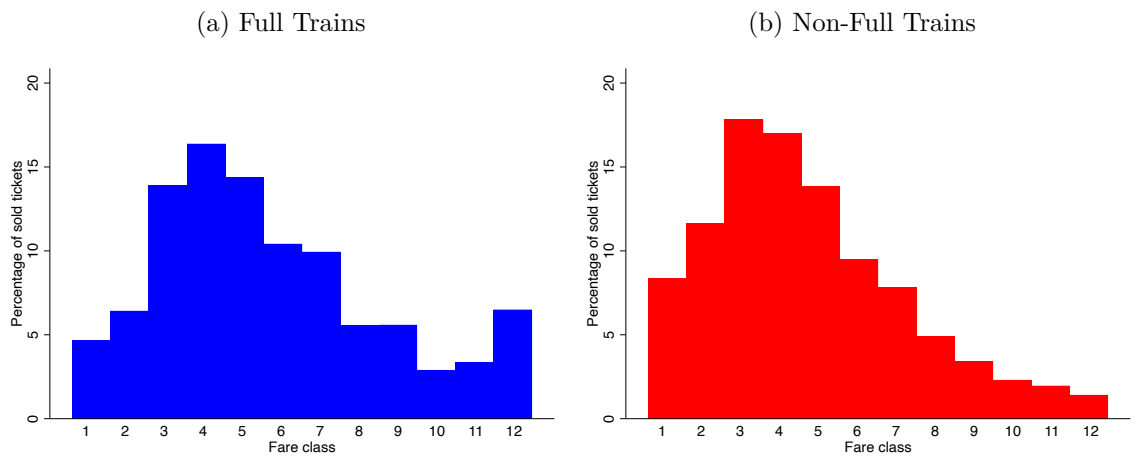 (a) Full Trains
Percentage of sold tickets
0 5 10 15 20
1 2 3 4 5 6 7 8 9 10 11 12
Fare class
(b) Non-Full Trains
Percentage of sold tickets
0 5 10 15 20
1 2 3 4 5 6 7 8 9 10 11 12
Fare class